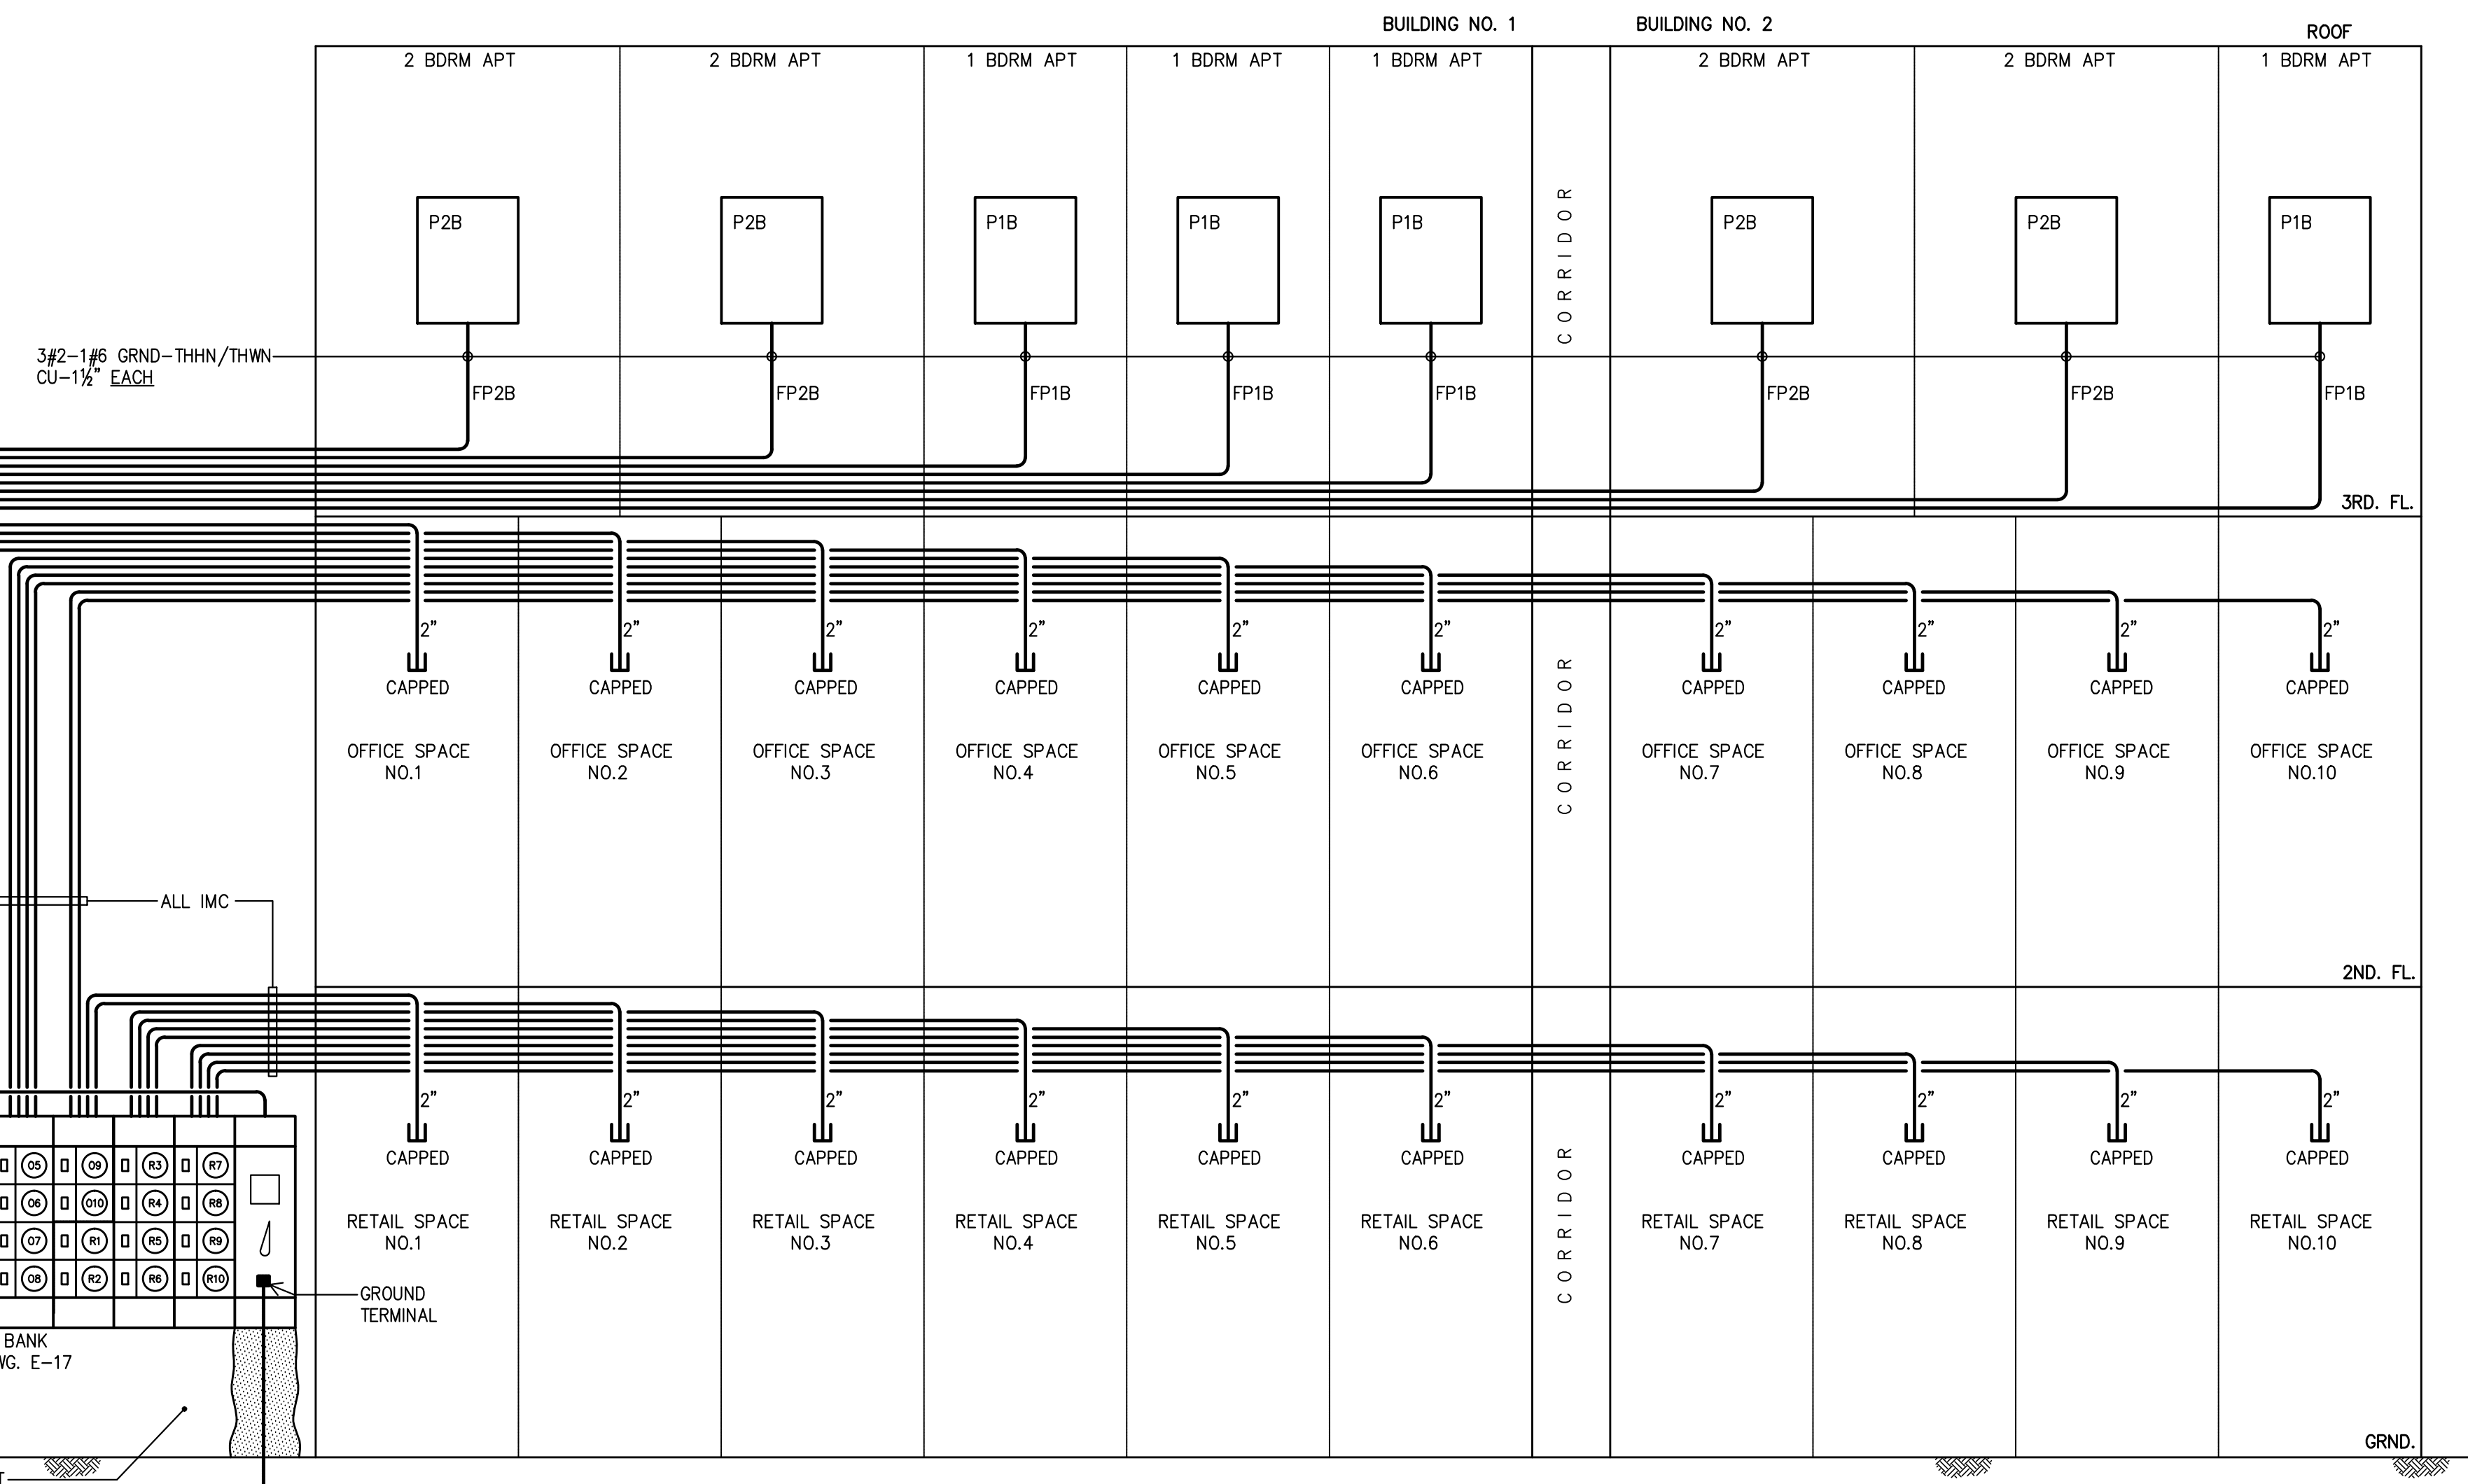 BUILDING NO. 1
BUILDING NO. 2
ROOF
2 BDRM APT
2 BDRM APT
1 BDRM APT
1 BDRM APT
1 BDRM APT
2 BDRM APT
2 BDRM APT
1 BDRM APT
P2B
P2B
P1B
P1B
P1B
CORRIDOR
P2B
P2B
P1B
3#2-1#6 GRND-THHN/THWN
CU-1½" EACH
FP2B
FP2B
FP1B
FP1B
FP1B
FP2B
FP2B
FP1B
3RD. FL.
2"
2"
2"
2"
2"
2"
2"
2"
2"
2"
CAPPED
CAPPED
CAPPED
CAPPED
CAPPED
CAPPED
CAPPED
CAPPED
CAPPED
CAPPED
CORRIDOR
OFFICE SPACE
NO.1
OFFICE SPACE
NO.2
OFFICE SPACE
NO.3
OFFICE SPACE
NO.4
OFFICE SPACE
NO.5
OFFICE SPACE
NO.6
OFFICE SPACE
NO.7
OFFICE SPACE
NO.8
OFFICE SPACE
NO.9
OFFICE SPACE
NO.10
ALL IMC
2ND. FL.
2"
2"
2"
2"
2"
2"
2"
2"
2"
2"
CAPPED
CAPPED
CAPPED
CAPPED
CAPPED
CAPPED
CAPPED
CAPPED
CAPPED
CAPPED
CORRIDOR
O5 O9 R3 R7
O6 O10 R4 R8
O7 R1 R5 R9
O8 R2 R6 R10
RETAIL SPACE
NO.1
RETAIL SPACE
NO.2
RETAIL SPACE
NO.3
RETAIL SPACE
NO.4
RETAIL SPACE
NO.5
RETAIL SPACE
NO.6
RETAIL SPACE
NO.7
RETAIL SPACE
NO.8
RETAIL SPACE
NO.9
RETAIL SPACE
NO.10
GROUND
TERMINAL
BANK
E-17
GRND.